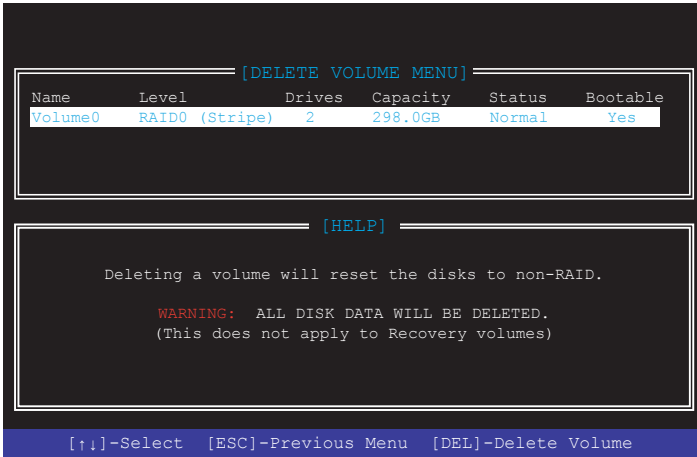 [DELETE VOLUME MENU]
Name Level Drives Capacity Status Bootable
Volume0 RAID0 (Stripe) 2 298.0GB Normal Yes
[HELP]
Deleting a volume will reset the disks to non-RAID.
WARNING: ALL DISK DATA WILL BE DELETED.
(This does not apply to Recovery volumes)
[↑↓]-Select [ESC]-Previous Menu [DEL]-Delete Volume